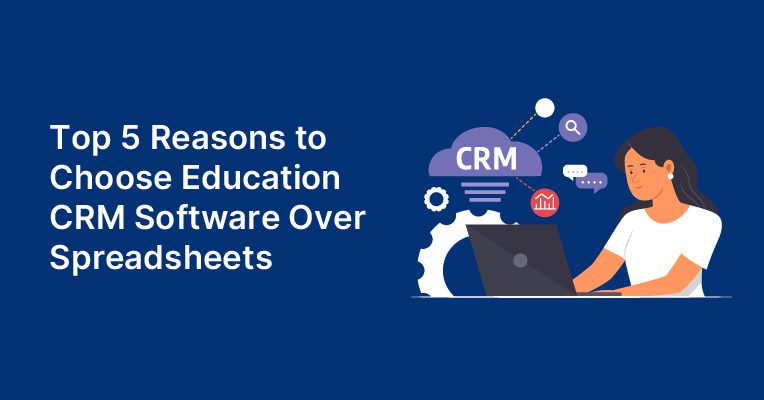 Top 5 Reasons to
Choose Education
CRM Software Over
Spreadsheets
CRM